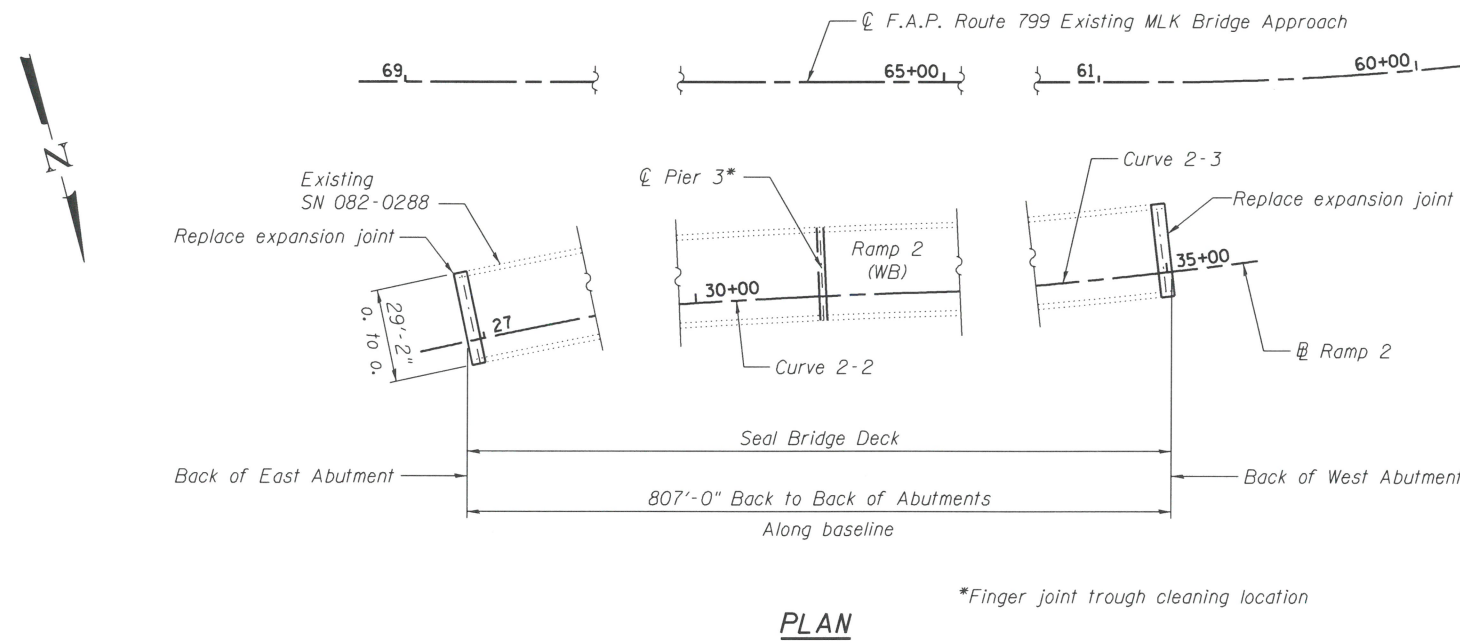 ℄ F.A.P. Route 799 Existing MLK Bridge Approach
69
65+00
61
60+00
N
Existing
SN 082-0288
Replace expansion joint
℄ Pier 3*
Curve 2-3
Replace expansion joint
Ramp 2
(WB)
35+00
30+00
27
29'-2"
o. to o.
Curve 2-2
BL Ramp 2
Seal Bridge Deck
Back of East Abutment
Back of West Abutment
807'-0" Back to Back of Abutments
Along baseline
*Finger joint trough cleaning location
PLAN